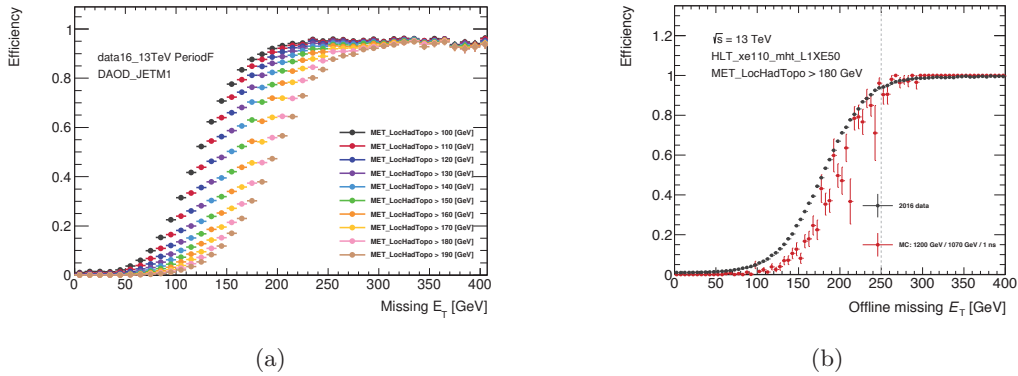 Efficiency
1
0.8
0.6
0.4
0.2
0
data16_13TeV PeriodF
DAOD_JETM1
MET_LocHadTopo > 100 [GeV]
MET_LocHadTopo > 110 [GeV]
MET_LocHadTopo > 120 [GeV]
MET_LocHadTopo > 130 [GeV]
MET_LocHadTopo > 140 [GeV]
MET_LocHadTopo > 150 [GeV]
MET_LocHadTopo > 160 [GeV]
MET_LocHadTopo > 170 [GeV]
MET_LocHadTopo > 180 [GeV]
MET_LocHadTopo > 190 [GeV]
0 50 100 150 200 250 300 350 400
Missing E_T [GeV]
(a)
Efficiency
1.2
1
0.8
0.6
0.4
0.2
0
√s = 13 TeV
HLT_xe110_mht_L1XE50
MET_LocHadTopo > 180 GeV
2016 data
MC: 1200 GeV / 1070 GeV / 1 ns
0 50 100 150 200 250 300 350 400
Offline missing E_T [GeV]
(b)